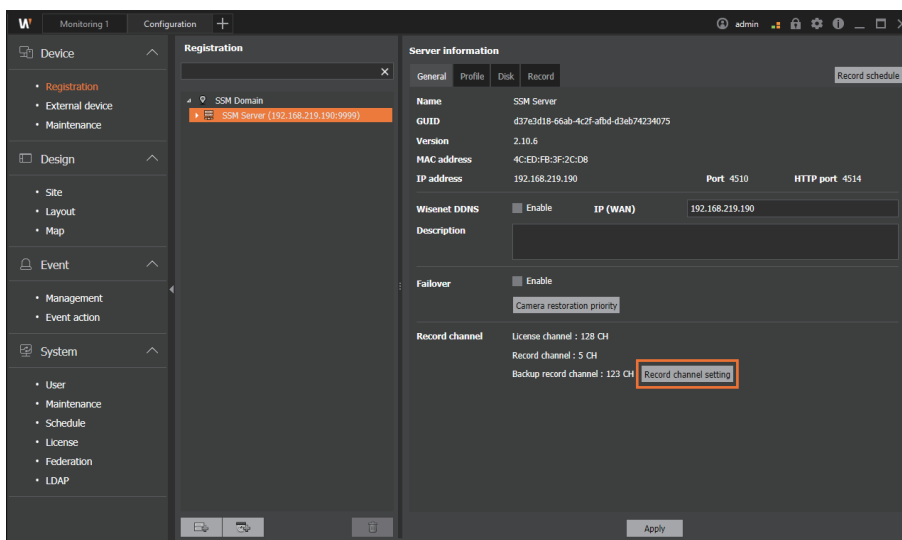 W Monitoring 1 Configuration + admin
Device
• Registration
• External device
• Maintenance
Design
• Site
• Layout
• Map
Event
• Management
• Event action
System
• User
• Maintenance
• Schedule
• License
• Federation
• LDAP
Registration
SSM Domain
SSM Server (192.168.219.190:9999)
Server information
General Profile Disk Record Record schedule
Name SSM Server
GUID d37e3d18-66ab-4c2f-afbd-d3eb74234075
Version 2.10.6
MAC address 4C:ED:FB:3F:2C:D8
IP address 192.168.219.190 Port 4510 HTTP port 4514
Wisenet DDNS Enable IP (WAN) 192.168.219.190
Description
Failover Enable
Camera restoration priority
Record channel License channel : 128 CH
Record channel : 5 CH
Backup record channel : 123 CH Record channel setting
Apply